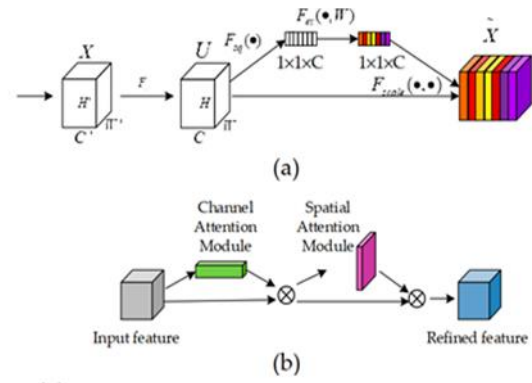 F_ex(•,W)
X U F_sq(•) X̃
1×1×C 1×1×C
H' F H F_scale(•,•)
W' W
C' C
(a)
Channel Attention Module
Spatial Attention Module
Input feature
Refined feature
(b)